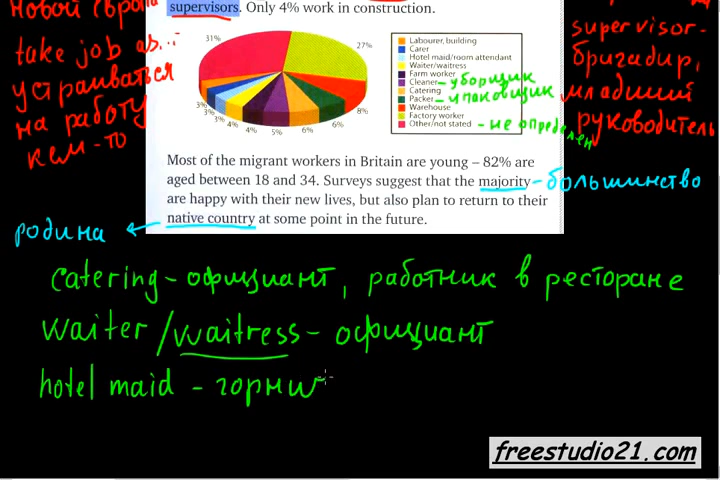 новой Европ
supervisors. Only 4% work in construction.
take job as...
устраиваться
на работу
кем-то
supervisor-
бригадир,
младший
руководитель
31%
27%
8%
6%
6%
5%
4%
4%
3%
3%
3%
Labourer, building
Carer
Hotel maid/room attendant
Waiter/waitress
Farm worker
Cleaner - уборщик
Catering
Packer - упаковщик
Warehouse
Factory worker
Other/not stated - не определен
Most of the migrant workers in Britain are young – 82% are
aged between 18 and 34. Surveys suggest that the majority - большинство
are happy with their new lives, but also plan to return to their
native country at some point in the future.
родина
catering - официант, работник в ресторане
waiter/waitress - официант
hotel maid - горнич
freestudio21.com